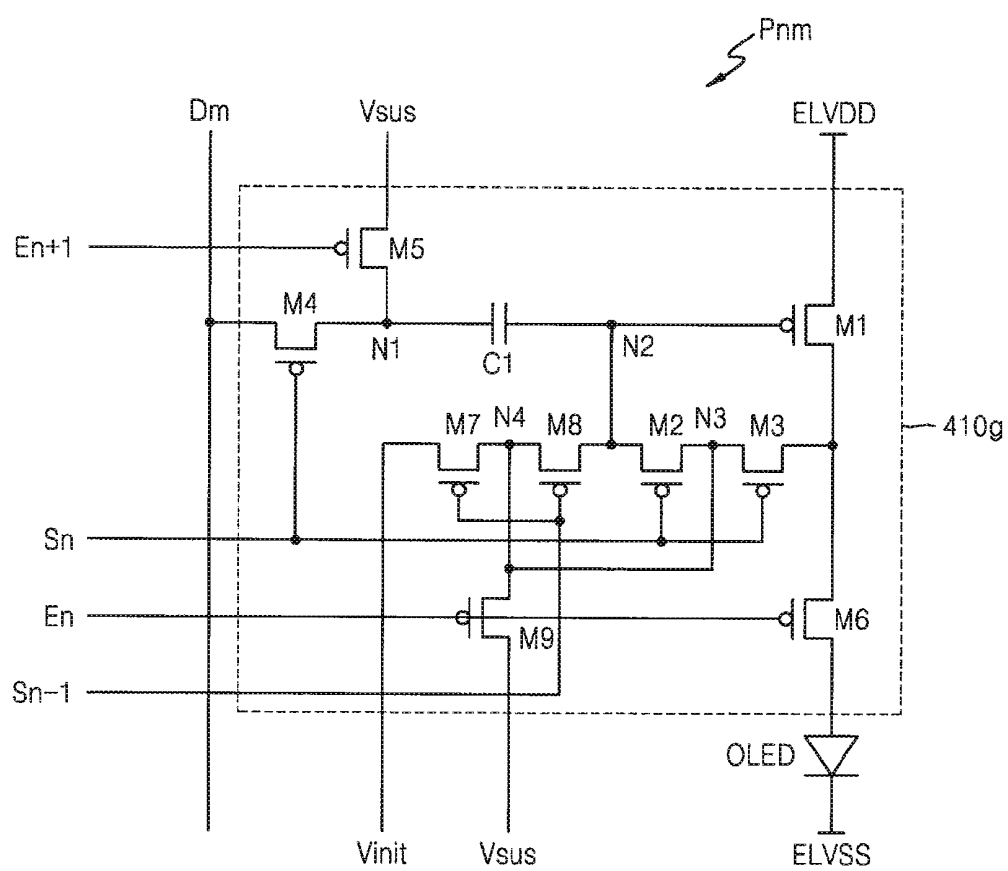 Pnm
Dm
Vsus
ELVDD
En+1
M5
M4
M1
N1
C1
N2
M7
N4
M8
M2
N3
M3
410g
Sn
En
M9
M6
Sn-1
OLED
Vinit
Vsus
ELVSS